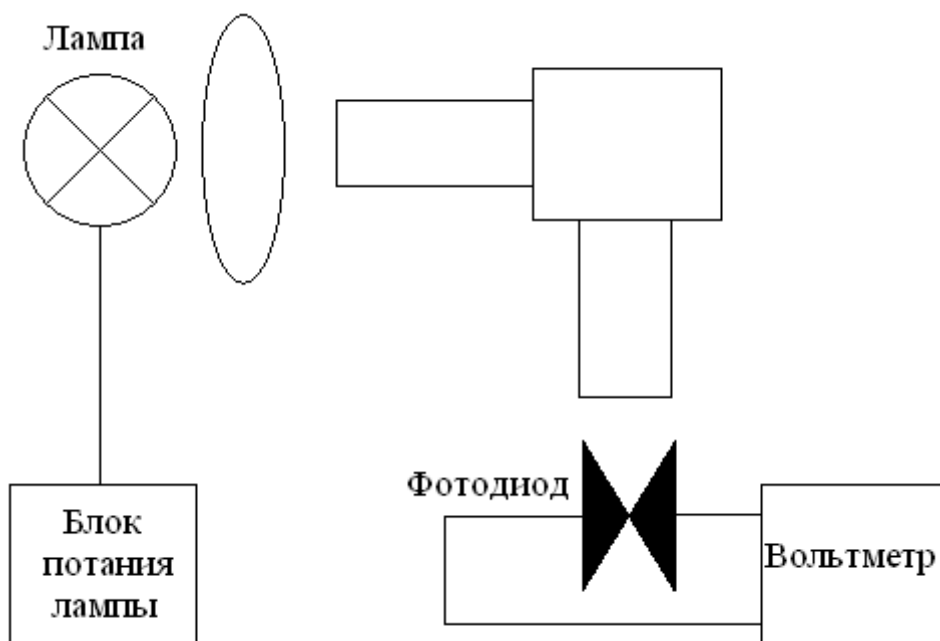 Лампа
Фотодиод
Блок
потания
лампы
Вольтметр